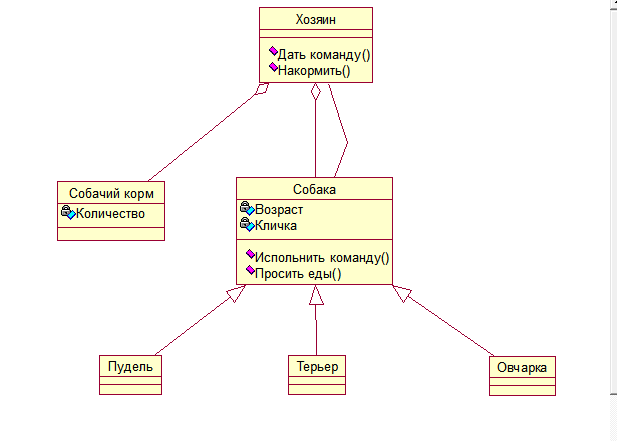 Хозяин
Дать команду()
Накормить()
Собачий корм
Количество
Собака
Возраст
Кличка
Испольнить команду()
Просить еды()
Пудель
Терьер
Овчарка